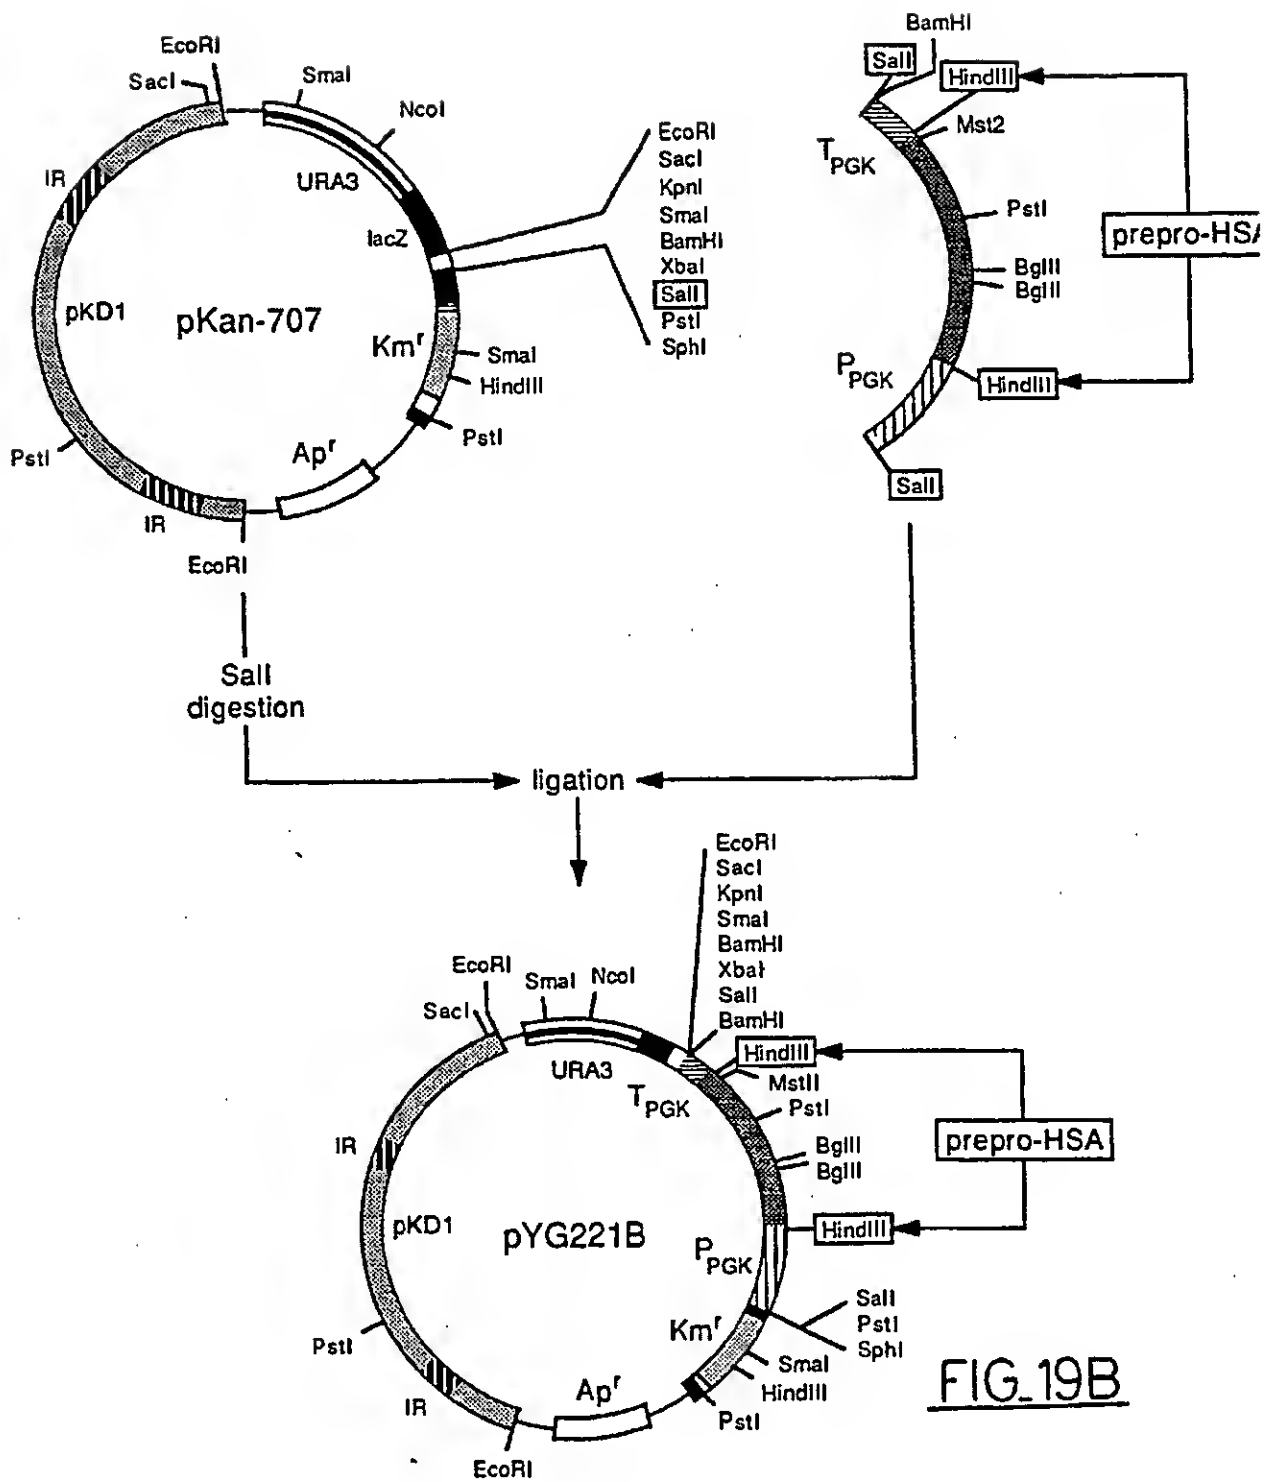 EcoRI
SacI
SmaI
NcoI
IR
URA3
lacZ
EcoRI
SacI
KpnI
SmaI
BamHI
XbaI
SalI
PstI
SphI
pKD1
pKan-707
Kmr
SmaI
HindIII
PstI
PstI
Apr
IR
EcoRI
BamHI
SalI
HindIII
Mst2
TPGK
PstI
prepro-HSA
BglII
BglII
PPGK
HindIII
SalI
SalI
digestion
ligation
EcoRI
SacI
KpnI
SmaI
BamHI
XbaI
SalI
BamHI
EcoRI
SacI
SmaI
NcoI
URA3
HindIII
MstII
TPGK
PstI
IR
BglII
BglII
prepro-HSA
pKD1
pYG221B
PPGK
HindIII
SalI
PstI
SphI
Kmr
SmaI
HindIII
PstI
PstI
IR
Apr
EcoRI
FIG_19B